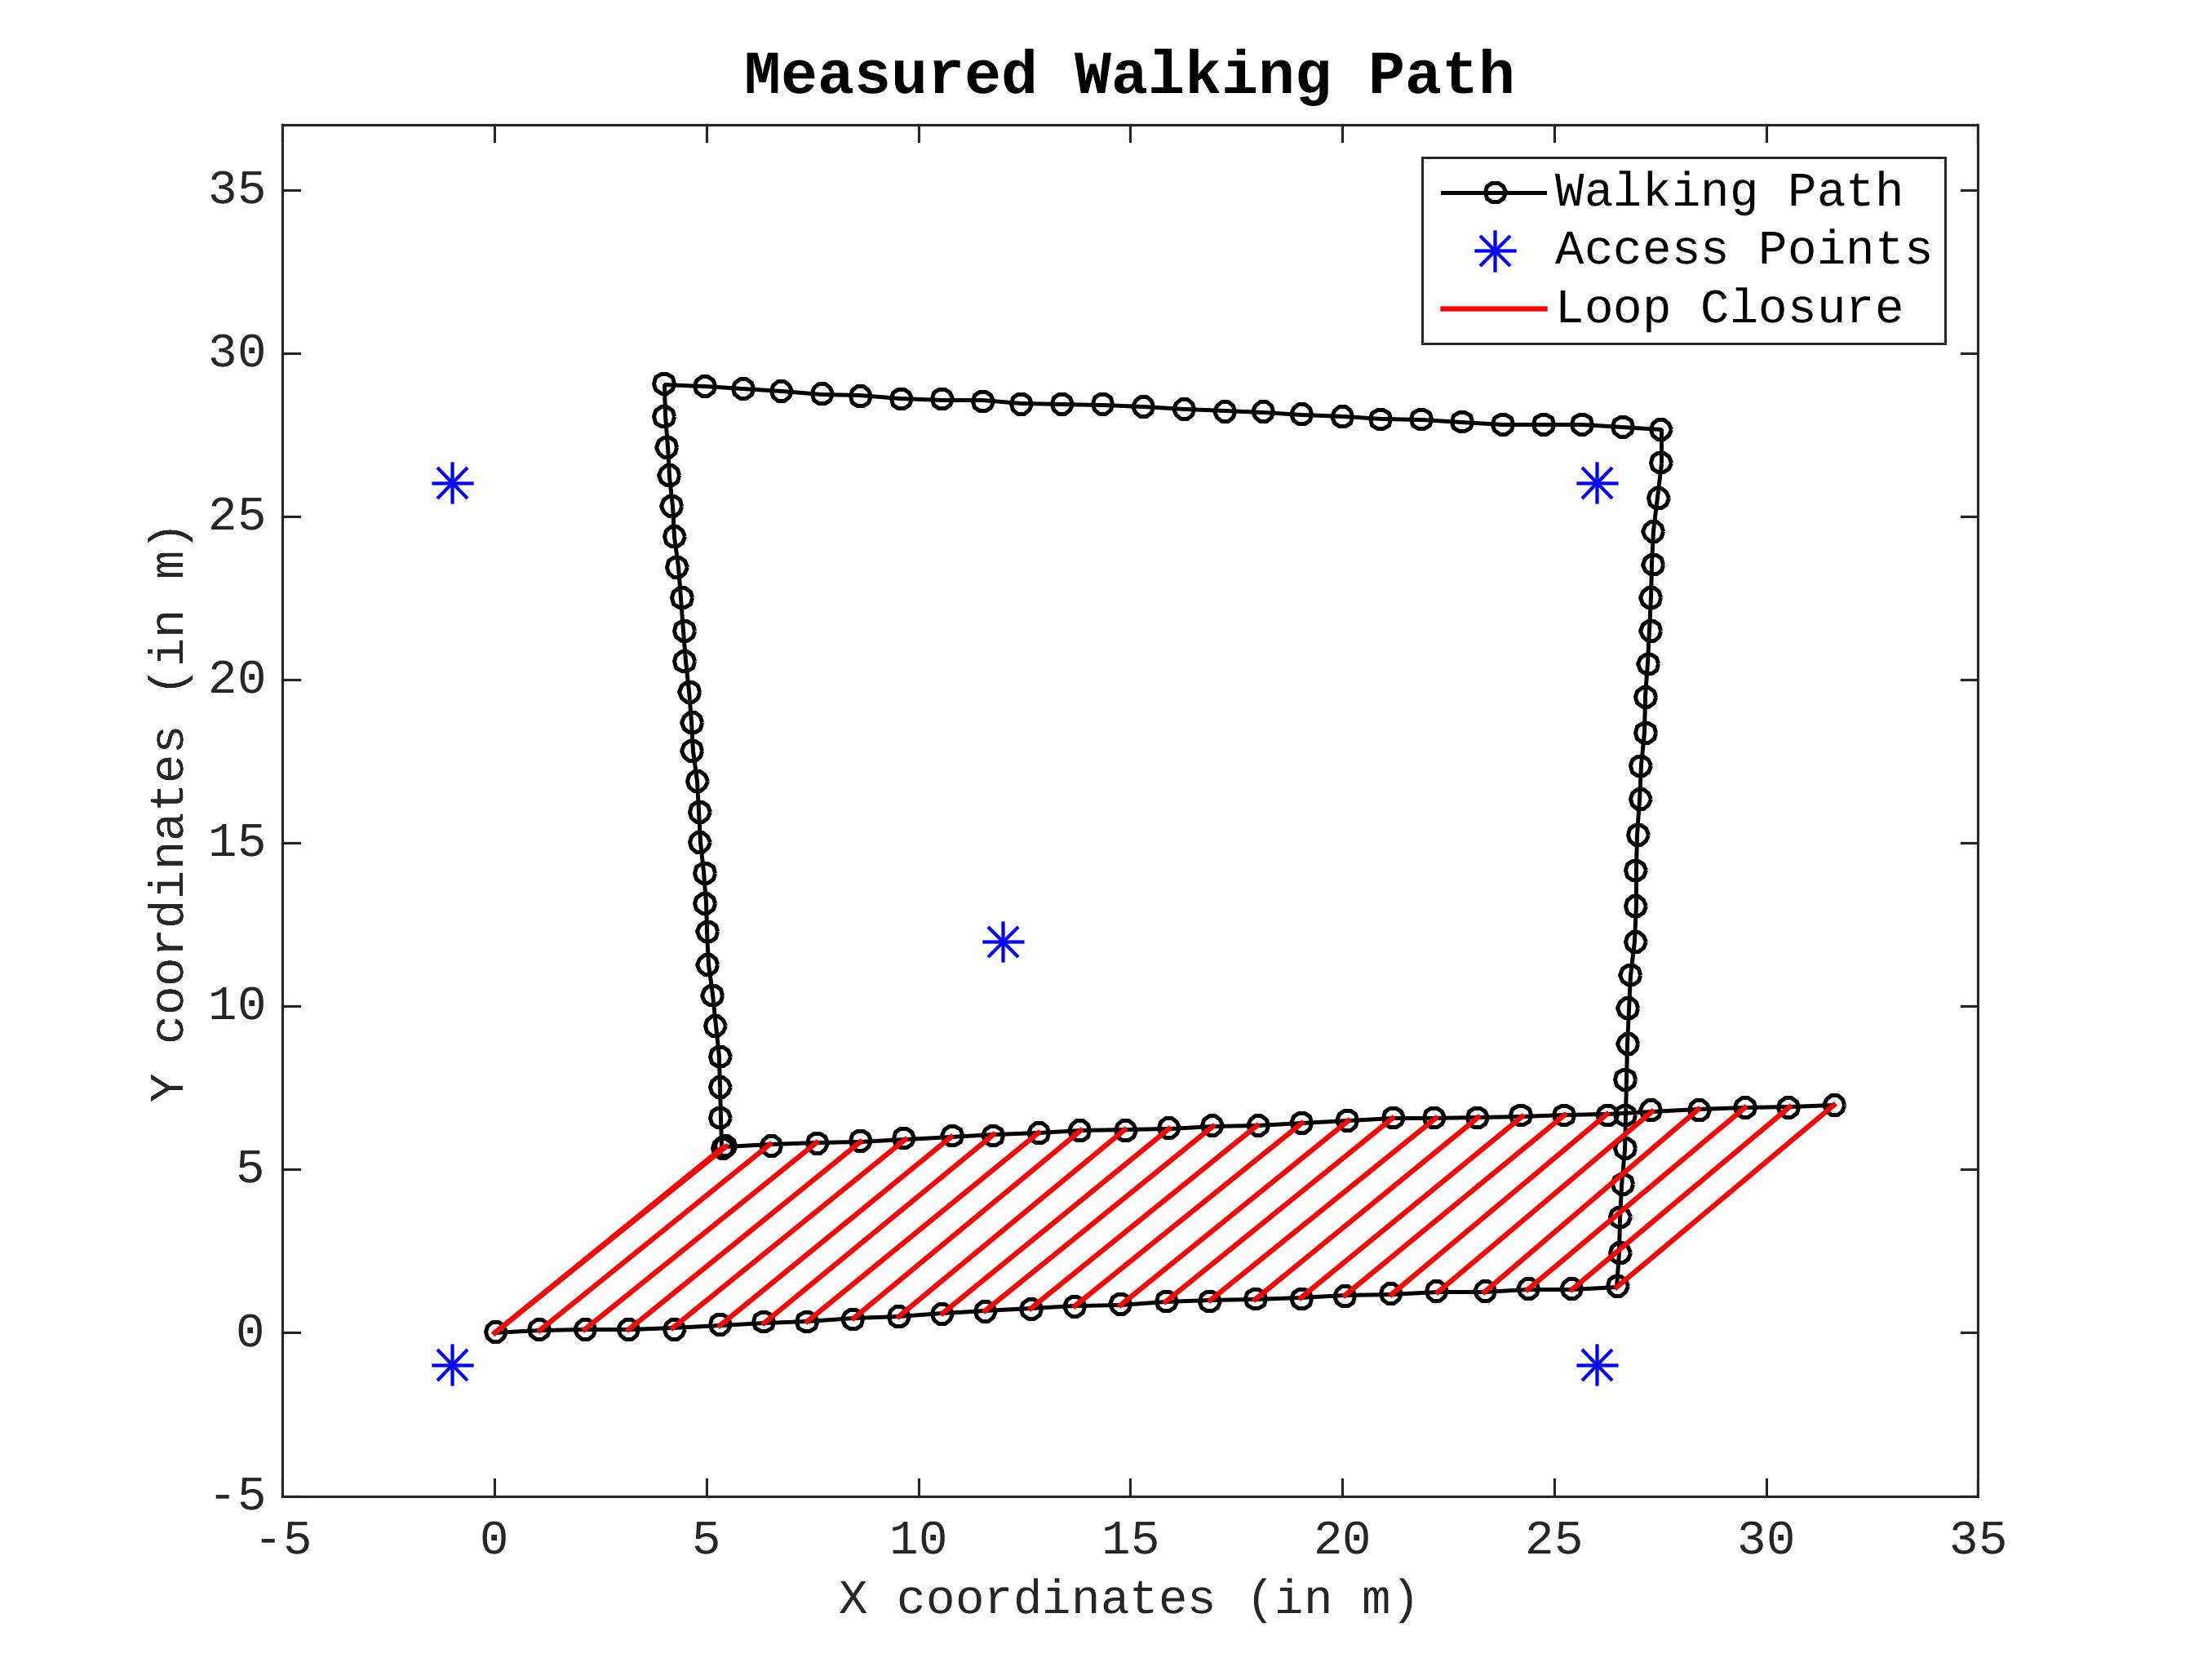 Measured Walking Path
Walking Path
Access Points
Loop Closure
35
30
25
20
15
10
5
0
-5
Y coordinates (in m)
-5 0 5 10 15 20 25 30 35
X coordinates (in m)